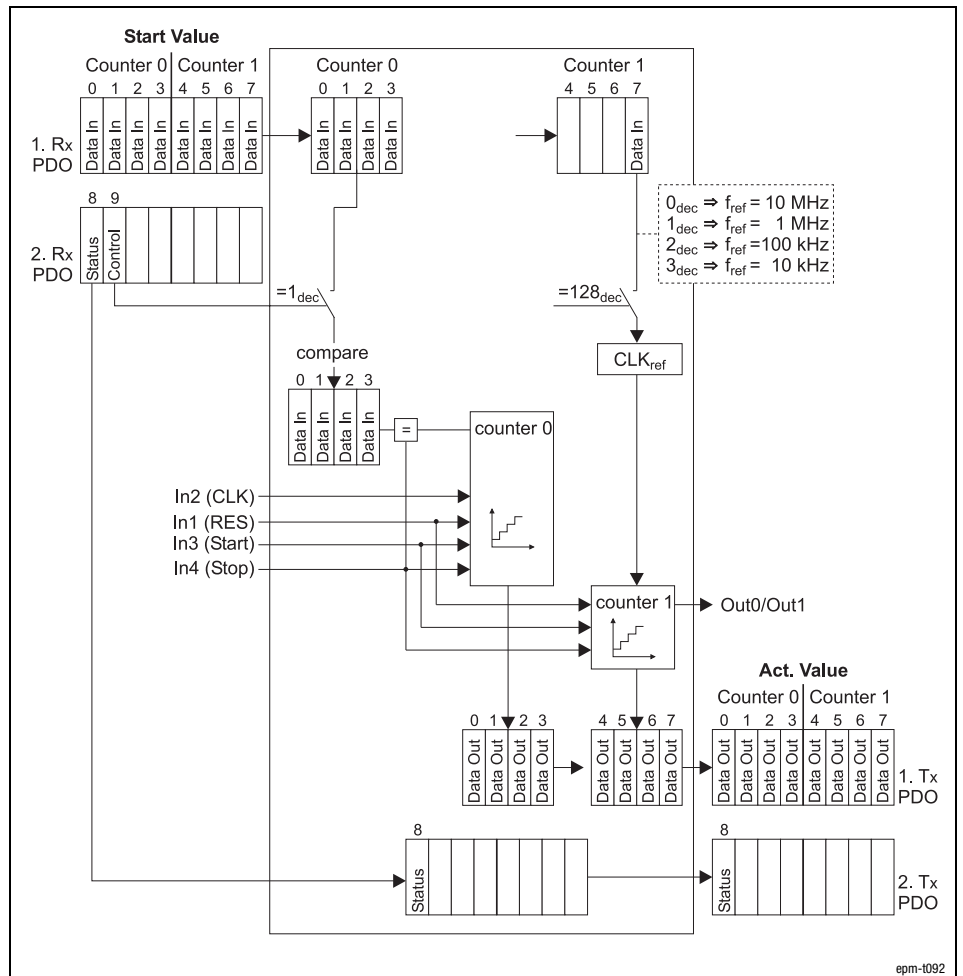 Start Value
Counter 0 Counter 1
0 1 2 3 4 5 6 7
Data In Data In Data In Data In Data In Data In Data In Data In
1. Rx
PDO
Counter 0
0 1 2 3
Data In Data In Data In Data In
Counter 1
4 5 6 7
Data In
8 9
Status Control
2. Rx
PDO
0dec ⇒ fref = 10 MHz
1dec ⇒ fref = 1 MHz
2dec ⇒ fref =100 kHz
3dec ⇒ fref = 10 kHz
=1dec
=128dec
CLKref
compare
0 1 2 3
Data In Data In Data In Data In
=
counter 0
In2 (CLK)
In1 (RES)
In3 (Start)
In4 (Stop)
counter 1
Out0/Out1
Act. Value
Counter 0 Counter 1
0 1 2 3
Data Out Data Out Data Out Data Out
4 5 6 7
Data Out Data Out Data Out Data Out
0 1 2 3 4 5 6 7
Data Out Data Out Data Out Data Out Data Out Data Out Data Out Data Out
1. Tx
PDO
8
Status
8
Status
2. Tx
PDO
epm-t092